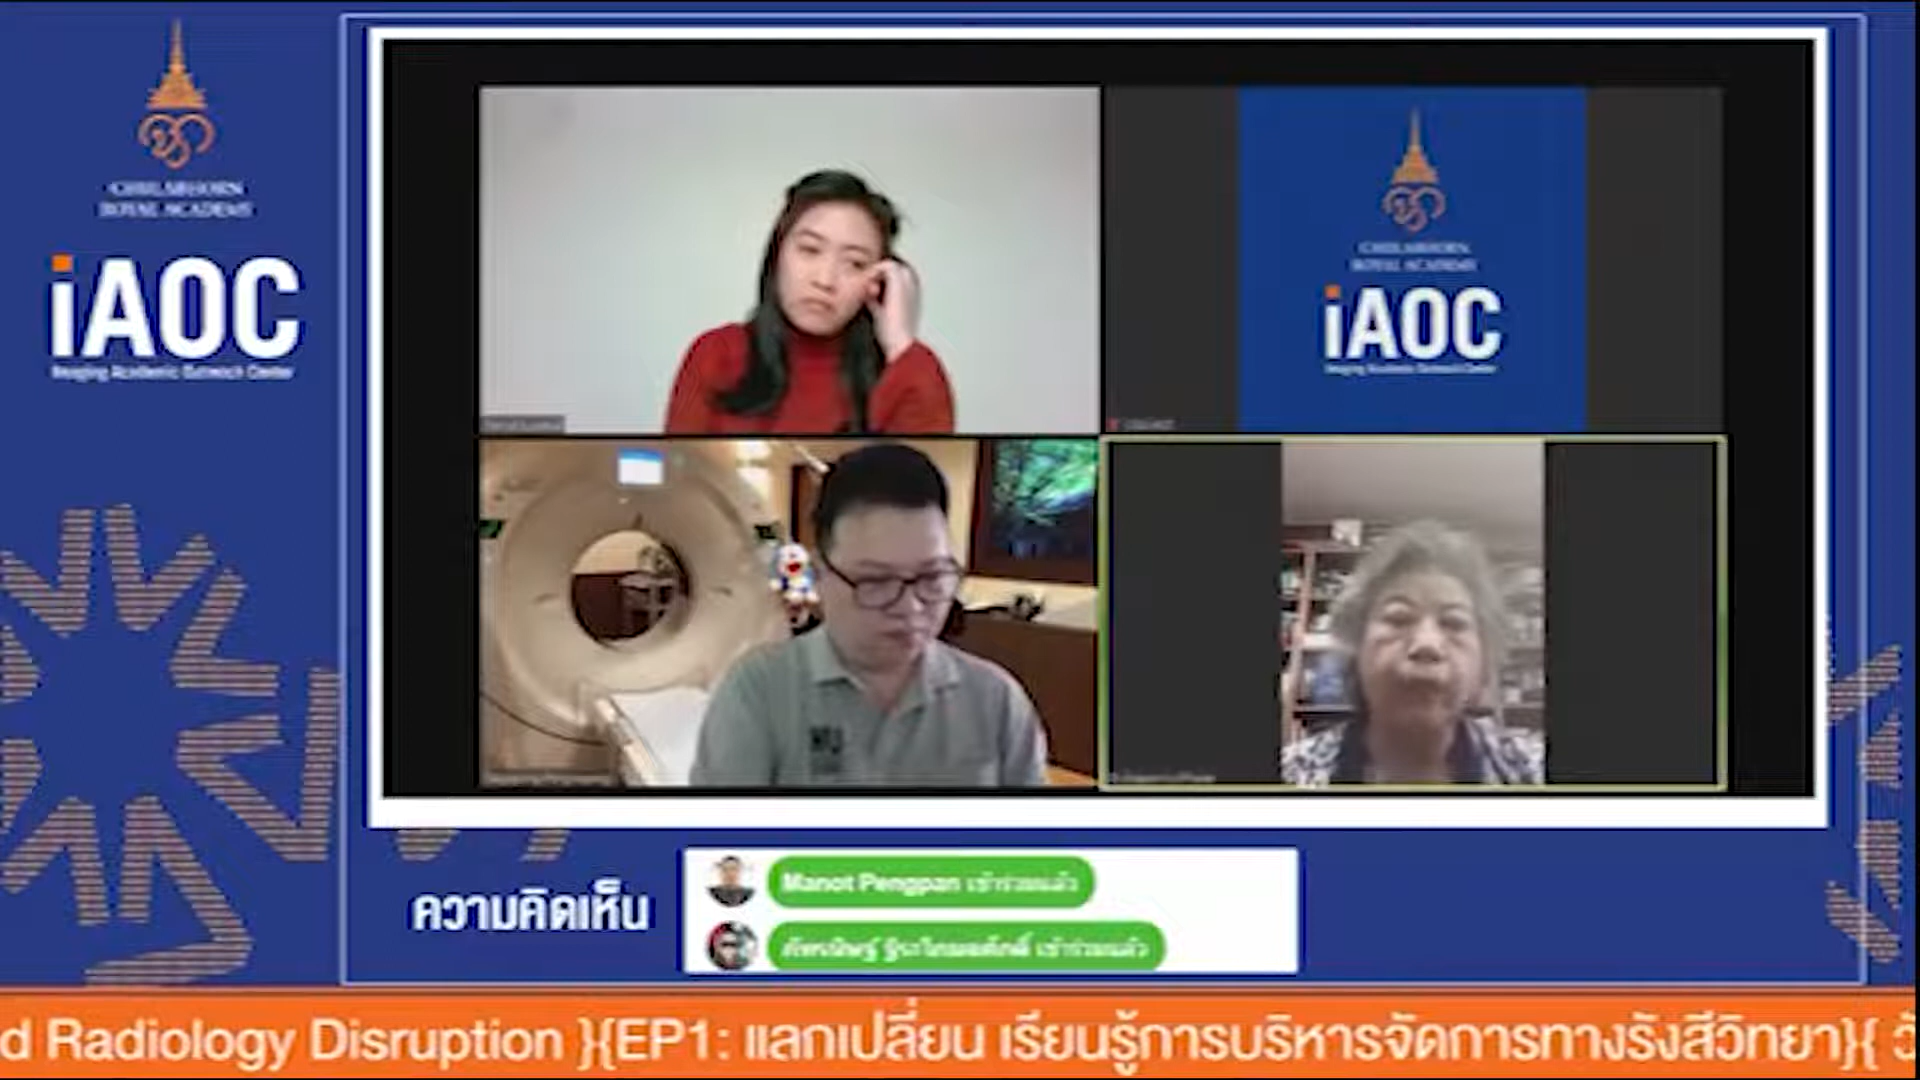 CHULABHORN
ROYAL ACADEMY
iAOC
Imaging Academic Outreach Center
CHULABHORN
ROYAL ACADEMY
iAOC
Imaging Academic Outreach Center
MU
ความคิดเห็น
Manot Pengpan เข้าร่วมแล้ว
เข้าร่วมแล้ว
d Radiology Disruption }{EP1: แลกเปลี่ยน เรียนรู้การบริหารจัดการทางรังสีวิทยา}{ วั